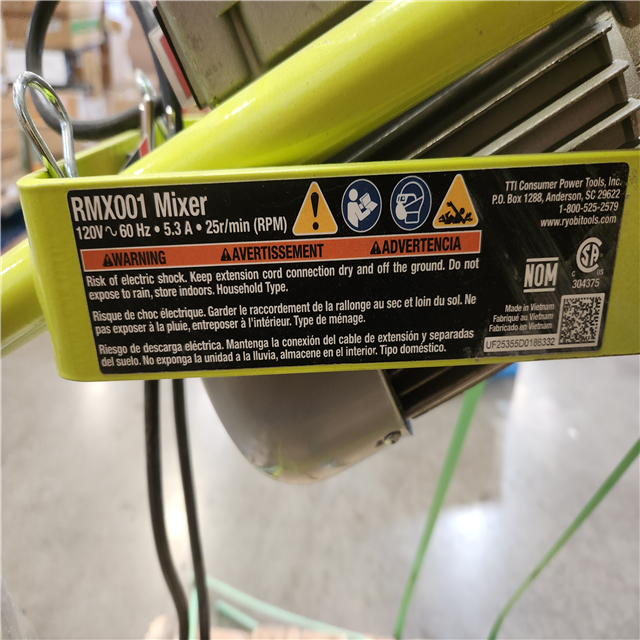 RMX001 Mixer
120V ~ 60 Hz • 5.3 A • 25r/min (RPM)
TTI Consumer Power Tools, Inc.
P.O. Box 1288, Anderson, SC 29622
1-800-525-2579
www.ryobitools.com
⚠WARNING ⚠AVERTISSEMENT ⚠ADVERTENCIA
Risk of electric shock. Keep extension cord connection dry and off the ground. Do not
expose to rain, store indoors. Household Type.
Risque de choc électrique. Garder le raccordement de la rallonge au sec et loin du sol. Ne
pas exposer à la pluie, entreposer à l'intérieur. Type de ménage.
Riesgo de descarga eléctrica. Mantenga la conexión del cable de extensión y separadas
del suelo. No exponga la unidad a la lluvia, almacene en el interior. Tipo doméstico.
NOM
SA
C US
304375
Made in Vietnam
Fabriqué au Vietnam
Fabricado en Vietnam
UF25355D0186332